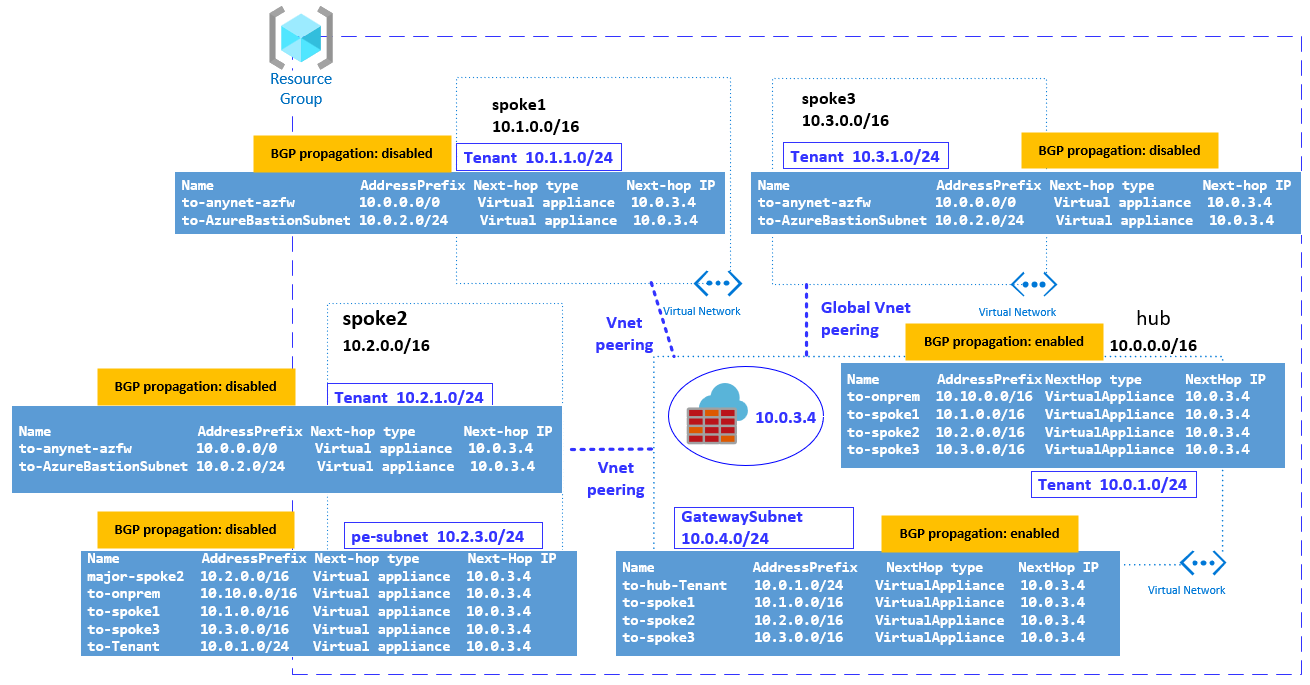 Resource
Group
spoke1
10.1.0.0/16
BGP propagation: disabled
Tenant 10.1.1.0/24
Name AddressPrefix Next-hop type Next-hop IP
to-anynet-azfw 10.0.0.0/0 Virtual appliance 10.0.3.4
to-AzureBastionSubnet 10.0.2.0/24 Virtual appliance 10.0.3.4
Virtual Network
spoke3
10.3.0.0/16
Tenant 10.3.1.0/24
BGP propagation: disabled
Name AddressPrefix Next-hop type Next-hop IP
to-anynet-azfw 10.0.0.0/0 Virtual appliance 10.0.3.4
to-AzureBastionSubnet 10.0.2.0/24 Virtual appliance 10.0.3.4
Virtual Network
Vnet
peering
Global Vnet
peering
spoke2
10.2.0.0/16
BGP propagation: disabled
Tenant 10.2.1.0/24
Name AddressPrefix Next-hop type Next-hop IP
to-anynet-azfw 10.0.0.0/0 Virtual appliance 10.0.3.4
to-AzureBastionSubnet 10.0.2.0/24 Virtual appliance 10.0.3.4
Vnet
peering
BGP propagation: disabled
pe-subnet 10.2.3.0/24
Name AddressPrefix Next-hop type Next-Hop IP
major-spoke2 10.2.0.0/16 Virtual appliance 10.0.3.4
to-onprem 10.10.0.0/16 Virtual appliance 10.0.3.4
to-spoke1 10.1.0.0/16 Virtual appliance 10.0.3.4
to-spoke3 10.3.0.0/16 Virtual appliance 10.0.3.4
to-Tenant 10.0.1.0/24 Virtual appliance 10.0.3.4
hub
10.0.0.0/16
BGP propagation: enabled
10.0.3.4
Name AddressPrefix NextHop type NextHop IP
to-onprem 10.10.0.0/16 VirtualAppliance 10.0.3.4
to-spoke1 10.1.0.0/16 VirtualAppliance 10.0.3.4
to-spoke2 10.2.0.0/16 VirtualAppliance 10.0.3.4
to-spoke3 10.3.0.0/16 VirtualAppliance 10.0.3.4
Tenant 10.0.1.0/24
GatewaySubnet
10.0.4.0/24
BGP propagation: enabled
Name AddressPrefix NextHop type NextHop IP
to-hub-Tenant 10.0.1.0/24 VirtualAppliance 10.0.3.4
to-spoke1 10.1.0.0/16 VirtualAppliance 10.0.3.4
to-spoke2 10.2.0.0/16 VirtualAppliance 10.0.3.4
to-spoke3 10.3.0.0/16 VirtualAppliance 10.0.3.4
Virtual Network